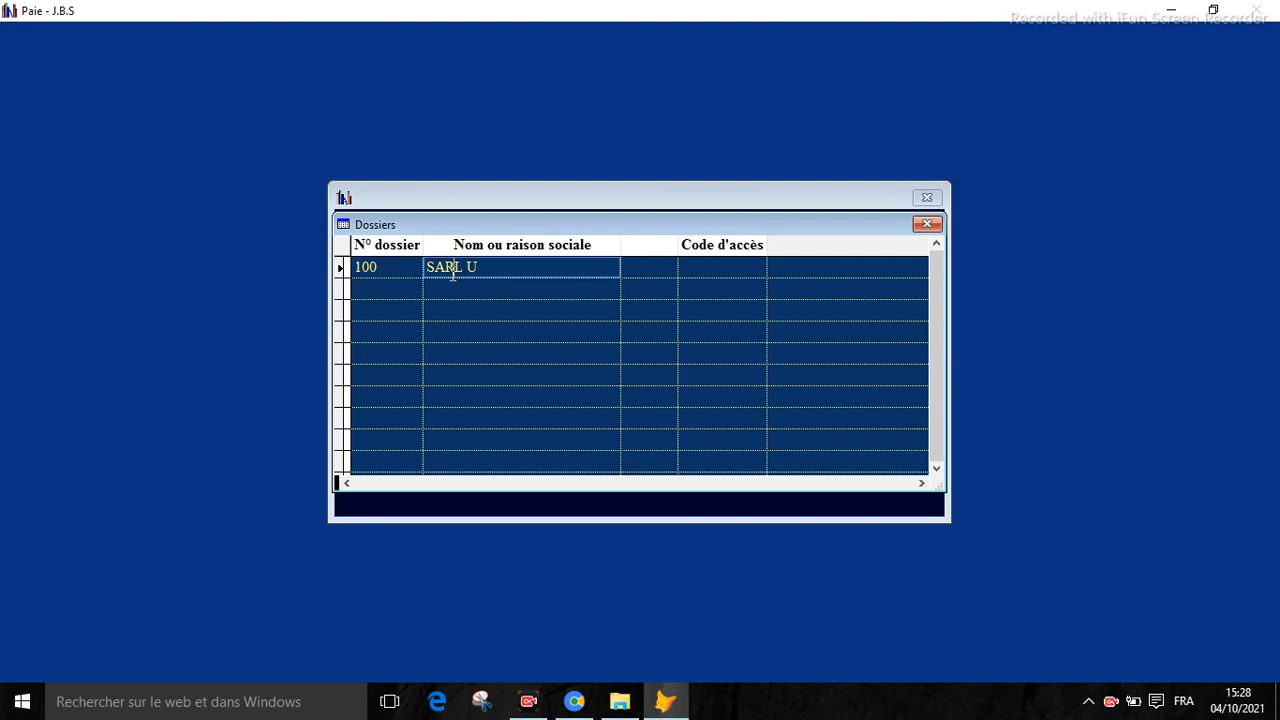 Paie - J.B.S
Recorded with iFun Screen Recorder
Dossiers
N° dossier Nom ou raison sociale Code d'accès
100 SARL U
Rechercher sur le web et dans Windows
FRA
15:28
04/10/2021